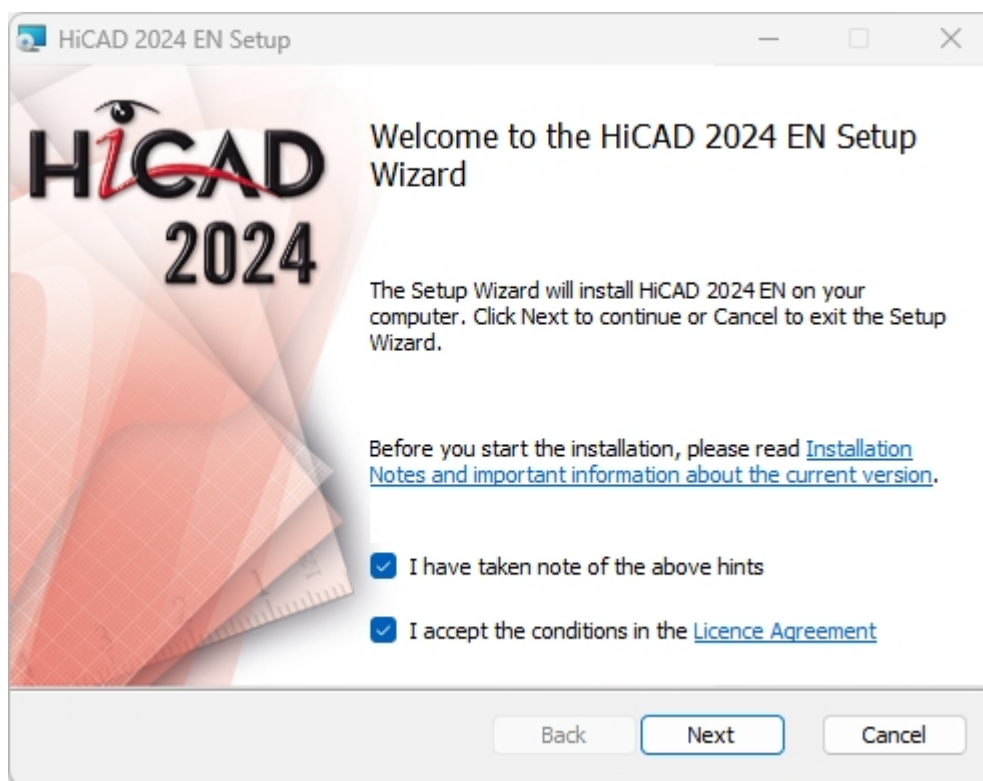 HiCAD 2024 EN Setup
HiCAD
2024
Welcome to the HiCAD 2024 EN Setup
Wizard
The Setup Wizard will install HiCAD 2024 EN on your
computer. Click Next to continue or Cancel to exit the Setup
Wizard.
Before you start the installation, please read Installation
Notes and important information about the current version.
I have taken note of the above hints
I accept the conditions in the Licence Agreement
Back
Next
Cancel